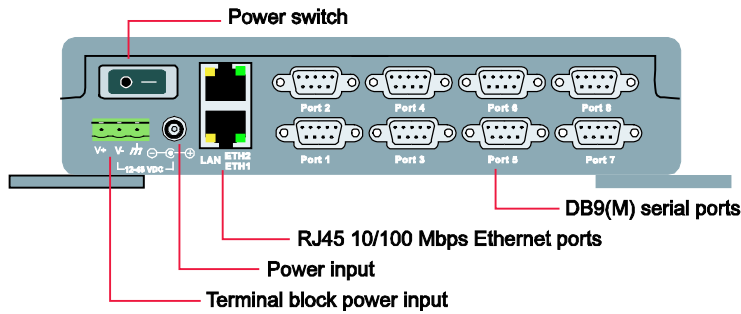 Power switch
Port 2 Port 4 Port 6 Port 8
V+ V-
12-48 VDC
LAN ETH2
ETH1
Port 1 Port 3 Port 5 Port 7
DB9(M) serial ports
RJ45 10/100 Mbps Ethernet ports
Power input
Terminal block power input